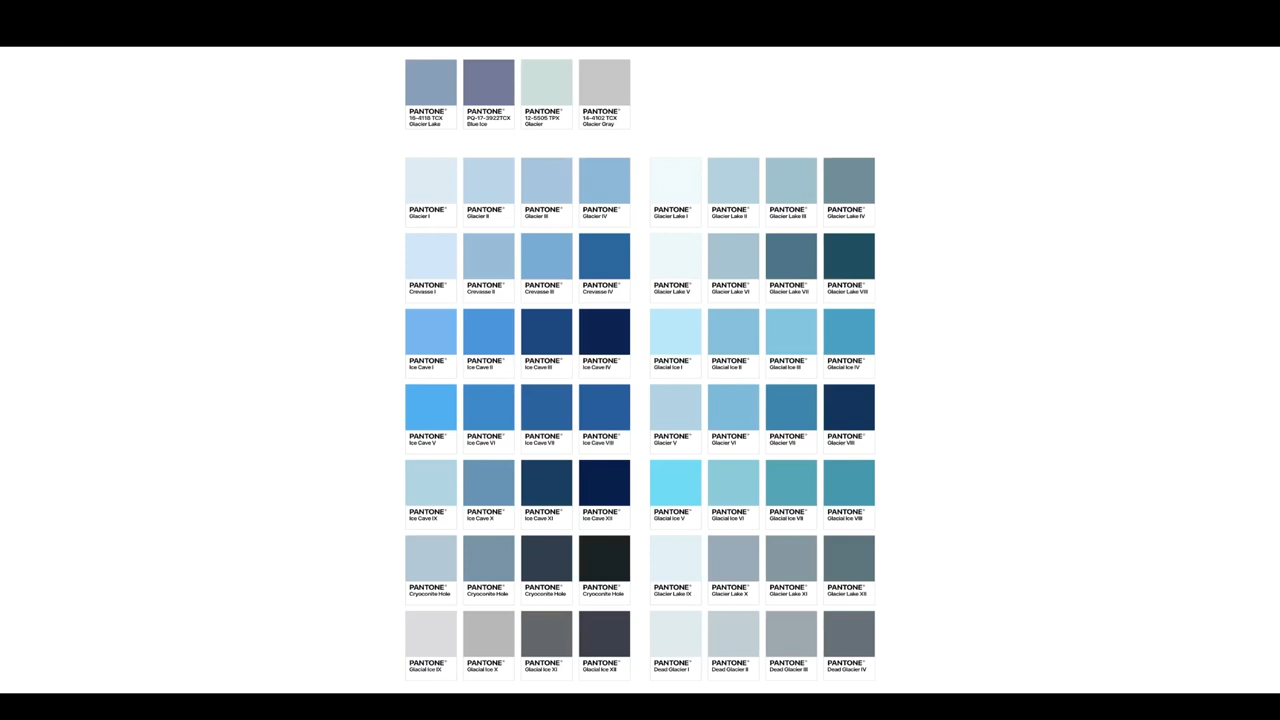 PANTONE® PANTONE® PANTONE® PANTONE®
16-4118 TCX PQ-17-3922TCX 12-5505 TPX 14-4102 TCX
Glacier Lake Blue Ice Glacier Glacier Gray
PANTONE® PANTONE® PANTONE® PANTONE® PANTONE® PANTONE® PANTONE® PANTONE®
Glacier I Glacier II Glacier III Glacier IV Glacier Lake I Glacier Lake II Glacier Lake III Glacier Lake IV
PANTONE® PANTONE® PANTONE® PANTONE® PANTONE® PANTONE® PANTONE® PANTONE®
Crevasse I Crevasse II Crevasse III Crevasse IV Glacier Lake V Glacier Lake VI Glacier Lake VII Glacier Lake VIII
PANTONE® PANTONE® PANTONE® PANTONE® PANTONE® PANTONE® PANTONE® PANTONE®
Ice Cave I Ice Cave II Ice Cave III Ice Cave IV Glacial Ice I Glacial Ice II Glacial Ice III Glacial Ice IV
PANTONE® PANTONE® PANTONE® PANTONE® PANTONE® PANTONE® PANTONE® PANTONE®
Ice Cave V Ice Cave VI Ice Cave VII Ice Cave VIII Glacier V Glacier VI Glacier VII Glacier VIII
PANTONE® PANTONE® PANTONE® PANTONE® PANTONE® PANTONE® PANTONE® PANTONE®
Ice Cave IX Ice Cave X Ice Cave XI Ice Cave XII Glacial Ice V Glacial Ice VI Glacial Ice VII Glacial Ice VIII
PANTONE® PANTONE® PANTONE® PANTONE® PANTONE® PANTONE® PANTONE® PANTONE®
Cryoconite Hole Cryoconite Hole Cryoconite Hole Cryoconite Hole Glacier Lake IX Glacier Lake X Glacier Lake XI Glacier Lake XII
PANTONE® PANTONE® PANTONE® PANTONE® PANTONE® PANTONE® PANTONE® PANTONE®
Glacial Ice IX Glacial Ice X Glacial Ice XI Glacial Ice XII Dead Glacier I Dead Glacier II Dead Glacier III Dead Glacier IV